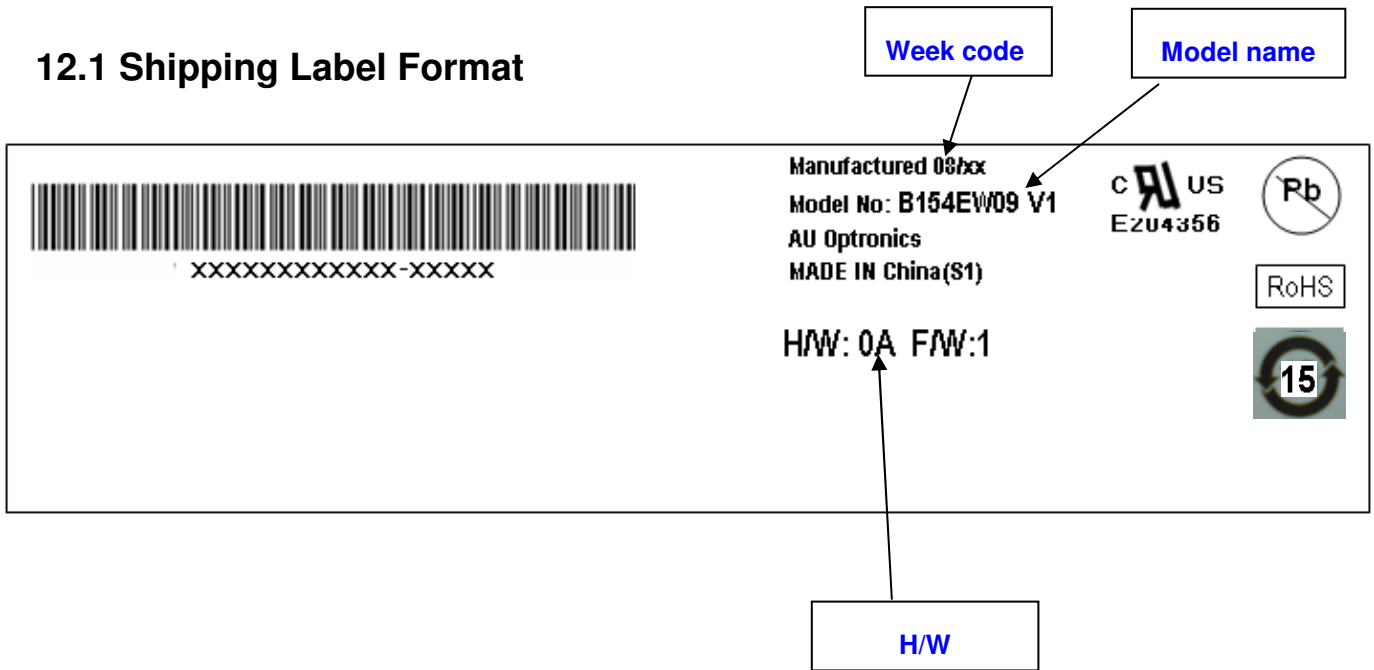 Week code
Model name
12.1 Shipping Label Format
Manufactured 08/xx
Model No: B154EW09 V1
AU Optronics
MADE IN China(S1)
H/W: 0A F/W:1
XXXXXXXXXXXX-XXXXX
C RU US
E204356
Pb
RoHS
15
H/W